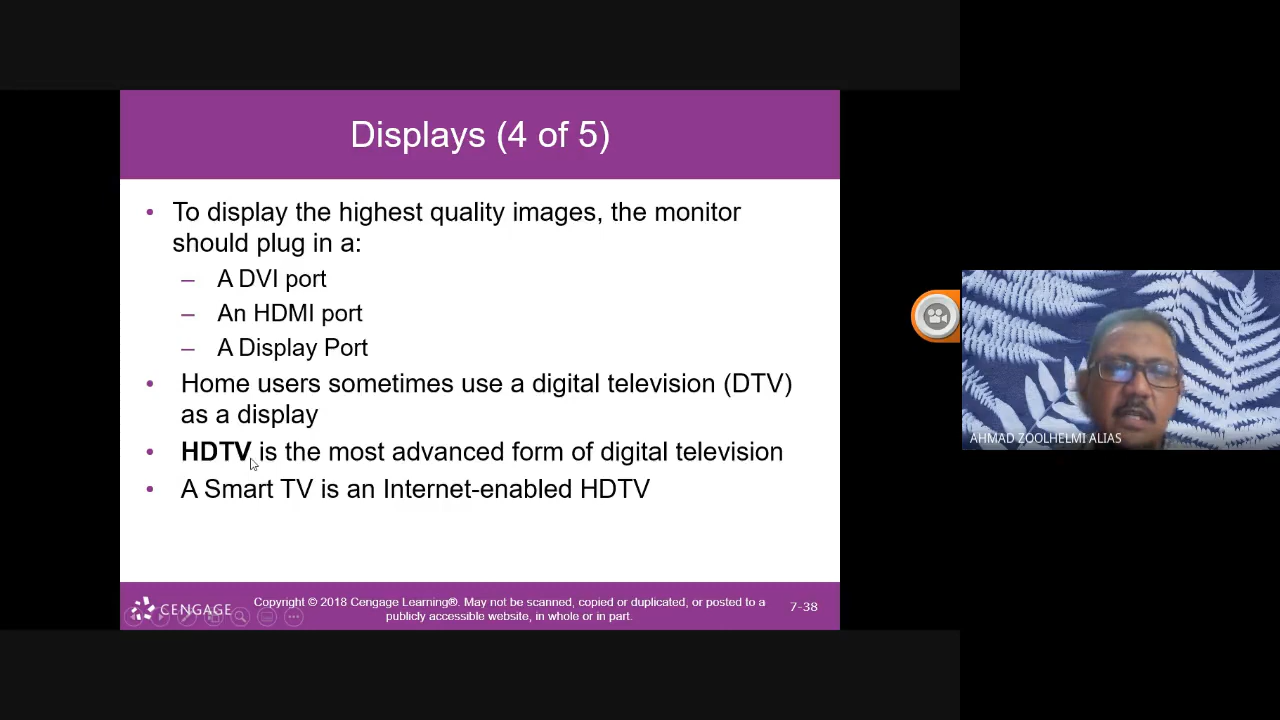 Displays (4 of 5)
• To display the highest quality images, the monitor
should plug in a:
– A DVI port
– An HDMI port
– A Display Port
• Home users sometimes use a digital television (DTV)
as a display
• HDTV is the most advanced form of digital television
• A Smart TV is an Internet-enabled HDTV
AHMAD ZOOLHELMI ALIAS
CENGAGE
Copyright © 2018 Cengage Learning®. May not be scanned, copied or duplicated, or posted to a
publicly accessible website, in whole or in part.
7-38